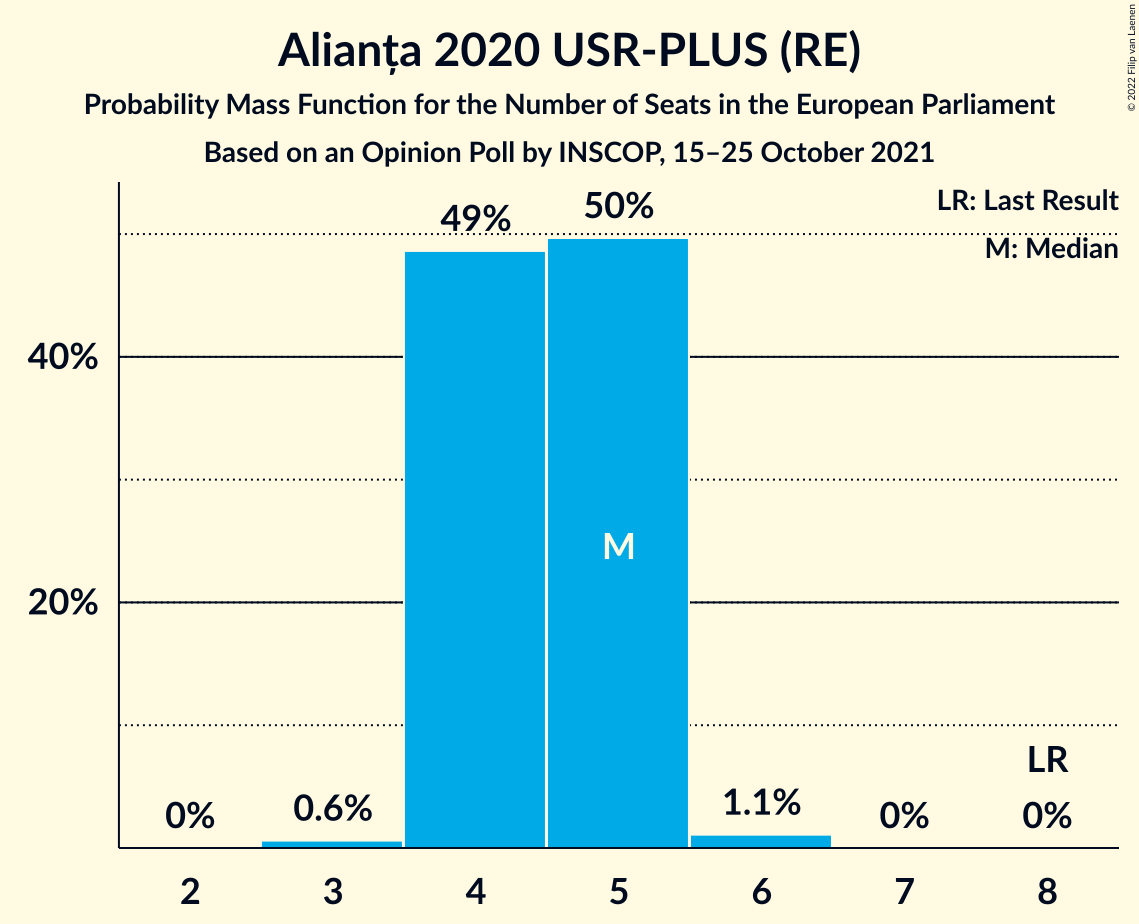 Alianța 2020 USR-PLUS (RE)
Probability Mass Function for the Number of Seats in the European Parliament
Based on an Opinion Poll by INSCOP, 15–25 October 2021
© 2022 Filip van Laenen
LR: Last Result
M: Median
49%
50%
40%
M
20%
LR
0%
0.6%
1.1%
0%
0%
2
3
4
5
6
7
8